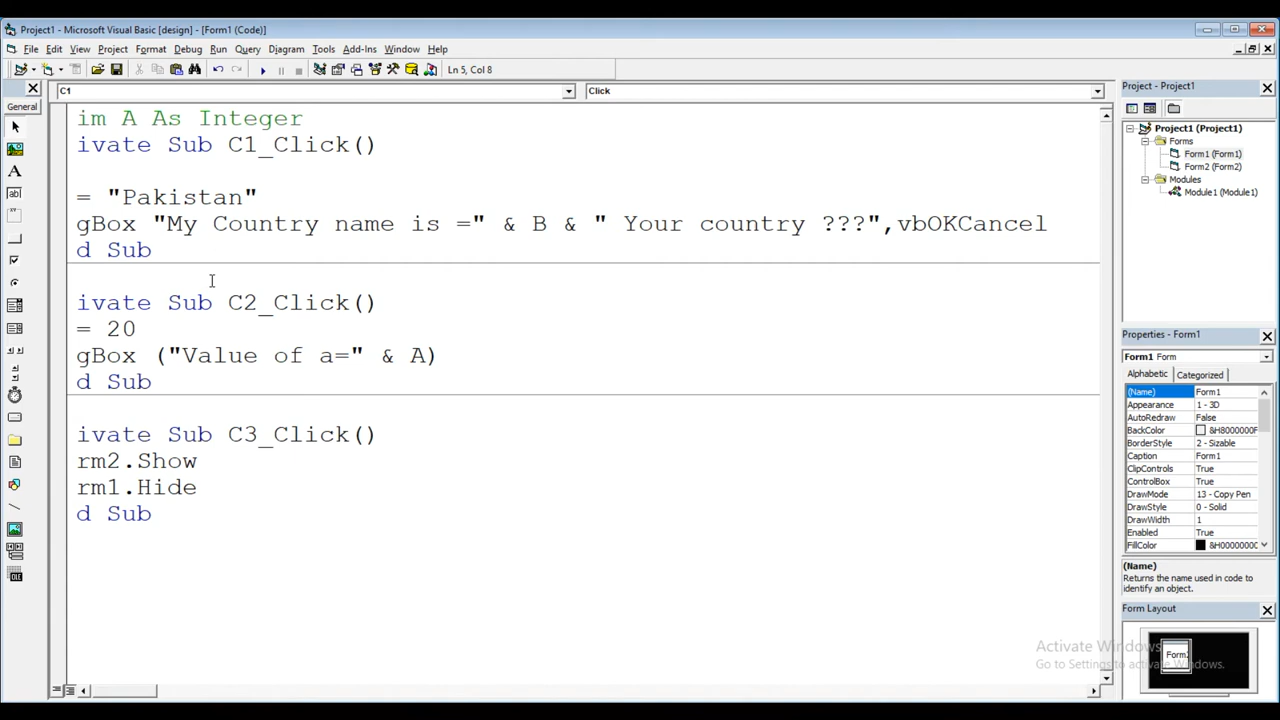 Project1 - Microsoft Visual Basic [design] - [Form1 (Code)]
File Edit View Project Format Debug Run Query Diagram Tools Add-Ins Window Help
Ln 5, Col 8
General
C1 Click
im A As Integer
ivate Sub C1_Click()
= "Pakistan"
gBox "My Country name is =" & B & " Your country ???",vbOKCancel
d Sub
ivate Sub C2_Click()
= 20
gBox ("Value of a=" & A)
d Sub
ivate Sub C3_Click()
rm2.Show
rm1.Hide
d Sub
Project - Project1
Project1 (Project1)
Forms
Form1 (Form1)
Form2 (Form2)
Modules
Module1 (Module1)
Properties - Form1
Form1 Form
Alphabetic Categorized
(Name) Form1
Appearance 1 - 3D
AutoRedraw False
BackColor &H8000000F
BorderStyle 2 - Sizable
Caption Form1
ClipControls True
ControlBox True
DrawMode 13 - Copy Pen
DrawStyle 0 - Solid
DrawWidth 1
Enabled True
FillColor &H0000000C
(Name)
Returns the name used in code to
identify an object.
Form Layout
Form1
Activate Windows
Go to Settings to activate Windows.